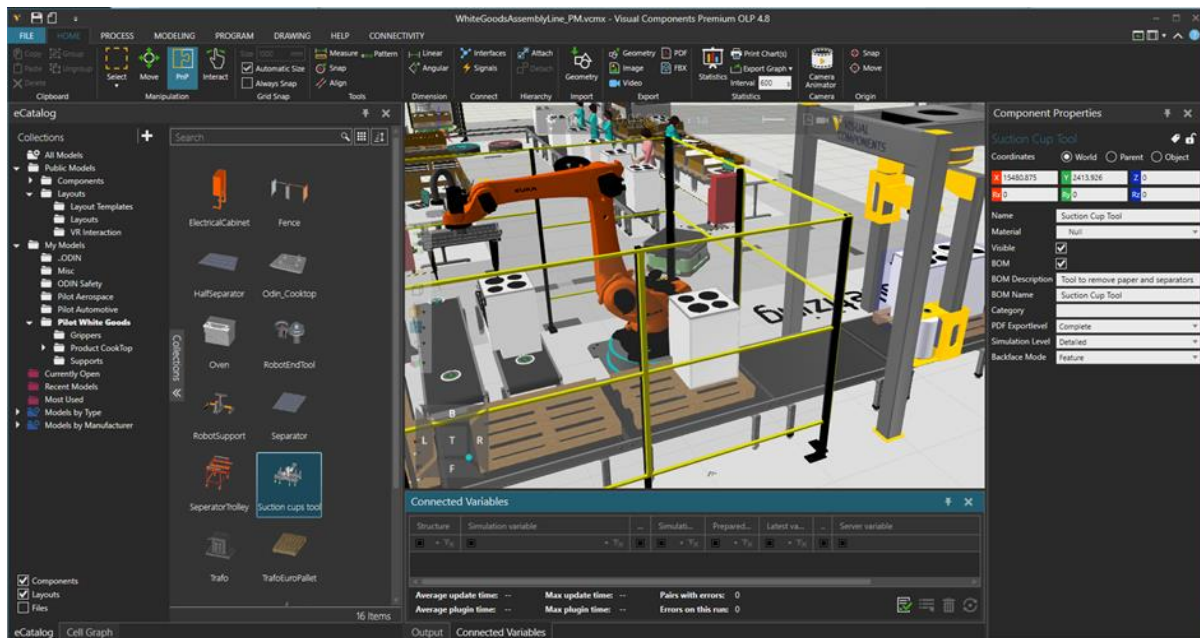 WhiteGoodsAssemblyLine_PM.vcmx - Visual Components Premium OLP 4.8
FILE HOME PROCESS MODELING PROGRAM DRAWING HELP CONNECTIVITY
Copy Group
Paste Ungroup
Delete
Clipboard
Select Move PnP Interact
Manipulation
Size 1000 mm
Automatic Size
Always Snap
Grid Snap
Measure Pattern
Snap
Align
Tools
Linear
Angular
Dimension
Interfaces
Signals
Connect
Attach
Detach
Hierarchy
Geometry
Import
Geometry PDF
Image FBX
Video
Export
Statistics
Print Chart(s)
Export Graph
Interval 600 s
Statistics
Camera Animator
Camera
Snap
Move
Origin
eCatalog
Collections
All Models
Public Models
Components
Layouts
Layout Templates
Layouts
VR Interaction
My Models
_ODIN
Misc
ODIN Safety
Pilot Aerospace
Pilot Automotive
Pilot White Goods
Grippers
Product CookTop
Supports
Currently Open
Recent Models
Most Used
Models by Type
Models by Manufacturer
Components
Layouts
Files
Collections
Search
ElectricalCabinet Fence
HalfSeparator Odin_Cooktop
Oven RobotEndTool
RobotSupport Separator
SeperatorTrolley Suction cups tool
Trafo TrafoEuroPallet
16 Items
eCatalog Cell Graph
VISUAL COMPONENTS
KUKA
B
L T R
F
Connected Variables
Structure Simulation variable ... Simulati... Prepared... Latest va... ... Server variable
Average update time: -- Max update time: -- Pairs with errors: 0
Average plugin time: -- Max plugin time: -- Errors on this run: 0
Output Connected Variables
Component Properties
Suction Cup Tool
Coordinates World Parent Object
X 15480.875 Y 2413.926 Z 0
Rx 0 Ry 0 Rz 0
Name Suction Cup Tool
Material Null
Visible
BOM
BOM Description Tool to remove paper and separators
BOM Name Suction Cup Tool
Category
PDF Exportlevel Complete
Simulation Level Detailed
Backface Mode Feature